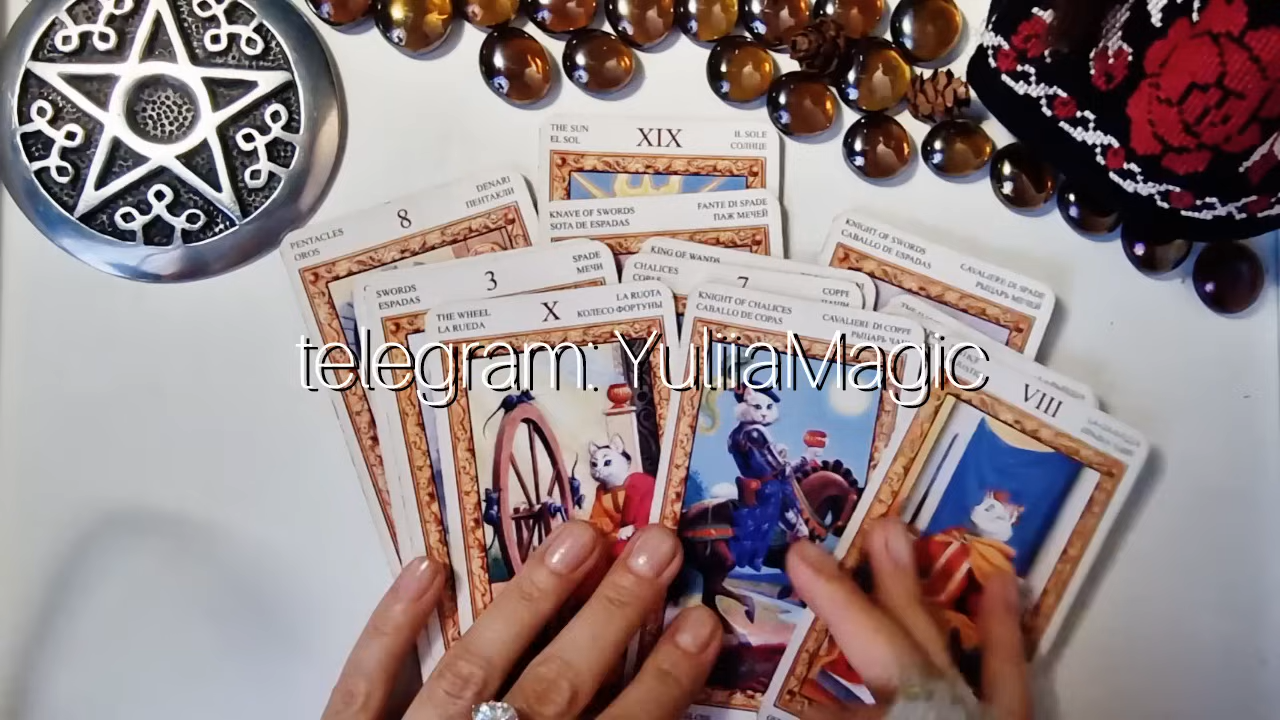 THE SUN
EL SOL
XIX
IL SOLE
СОЛНЦЕ
PENTACLES
OROS
8
DENARI
ПЕНТАКЛИ
KNAVE OF SWORDS
SOTA DE ESPADAS
FANTE DI SPADE
ПАЖ МЕЧЕЙ
KING OF WANDS
KNIGHT OF SWORDS
CABALLO DE ESPADAS
CAVALIERE DI SPADE
РЫЦАРЬ МЕЧЕЙ
SWORDS
ESPADAS
3
SPADE
МЕЧИ
CHALICES
7
COPPE
THE WHEEL
LA RUEDA
X
LA RUOTA
КОЛЕСО ФОРТУНЫ
KNIGHT OF CHALICES
CABALLO DE COPAS
CAVALIERE DI COPPE
РЫЦАРЬ
VIII
telegram: YuliiaMagic